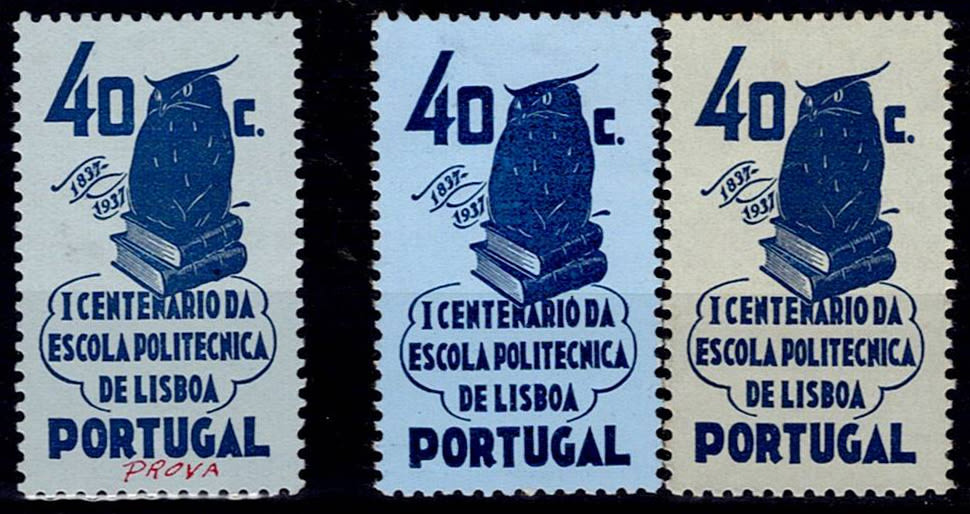 40 c.
1837-
1937
I CENTENARIO DA
ESCOLA POLITECNICA
DE LISBOA
PORTUGAL
PROVA
40 c.
1837-
1937
I CENTENARIO DA
ESCOLA POLITECNICA
DE LISBOA
PORTUGAL
40 c.
1837-
1937
I CENTENARIO DA
ESCOLA POLITECNICA
DE LISBOA
PORTUGAL